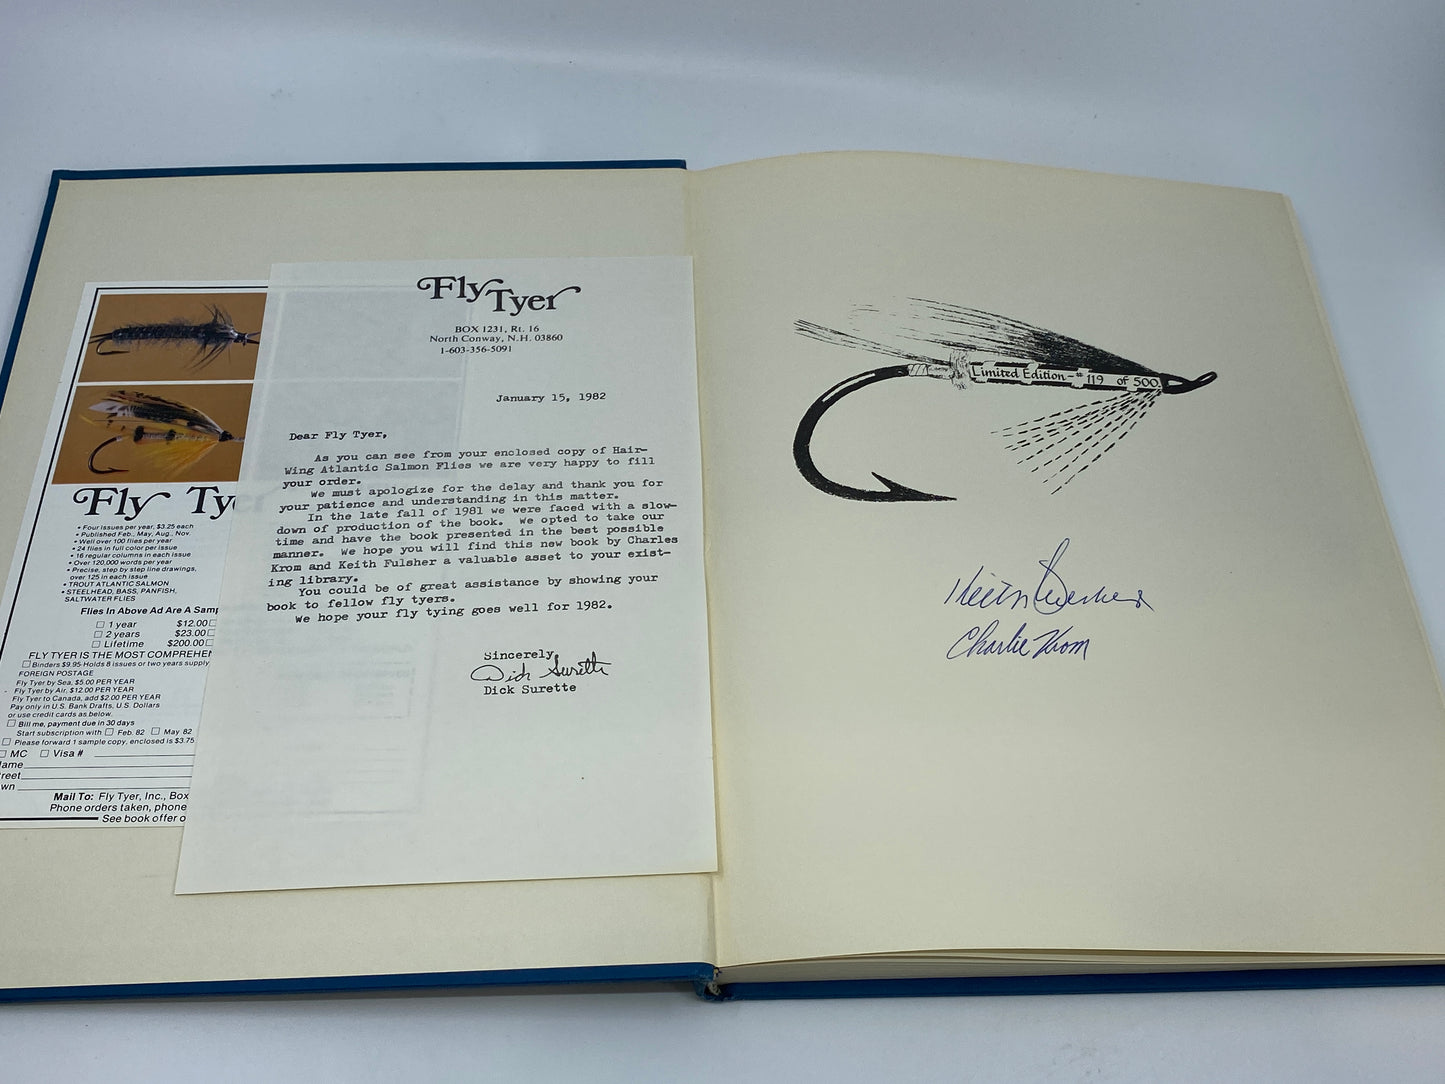 Fly Tyer
• Four issues per year, $3.25 each
• Published Feb., May, Aug., Nov.
• Well over 100 flies per year
• 24 flies in full color per issue
• 16 regular columns in each issue
• Over 120,000 words per year
• Precise, step by step line drawings,
over 125 in each issue
• TROUT ATLANTIC SALMON
• STEELHEAD, BASS, PANFISH,
SALTWATER FLIES
Flies In Above Ad Are A Samp
1 year $12.00
2 years $23.00
Lifetime $200.00
FLY TYER IS THE MOST COMPREHEN
Binders $9.95 Holds 8 issues or two years supply
FOREIGN POSTAGE
Fly Tyer by Sea, $5.00 PER YEAR
Fly Tyer by Air, $12.00 PER YEAR
Fly Tyer to Canada, add $2.00 PER YEAR
Pay only in U.S. Bank Drafts, U.S. Dollars
or use credit cards as below.
Bill me, payment due in 30 days
Start subscription with Feb. 82 May 82
Please forward 1 sample copy, enclosed is $3.75
MC Visa #
ame
reet
wn
Mail To: Fly Tyer, Inc., Box
Phone orders taken, phone
See book offer o
Fly Tyer
BOX 1231, Rt. 16
North Conway, N.H. 03860
1-603-356-5091
January 15, 1982
Dear Fly Tyer,
As you can see from your enclosed copy of Hair-
Wing Atlantic Salmon Flies we are very happy to fill
your order.
We must apologize for the delay and thank you for
your patience and understanding in this matter.
In the late fall of 1981 we were faced with a slow-
down of production of the book. We opted to take our
time and have the book presented in the best possible
manner. We hope you will find this new book by Charles
Krom and Keith Fulsher a valuable asset to your exist-
ing library.
You could be of great assistance by showing your
book to fellow fly tyers.
We hope your fly tying goes well for 1982.
Sincerely,
Dick Surette
Dick Surette
Limited Edition - # 119 of 500.
Charlie Krom